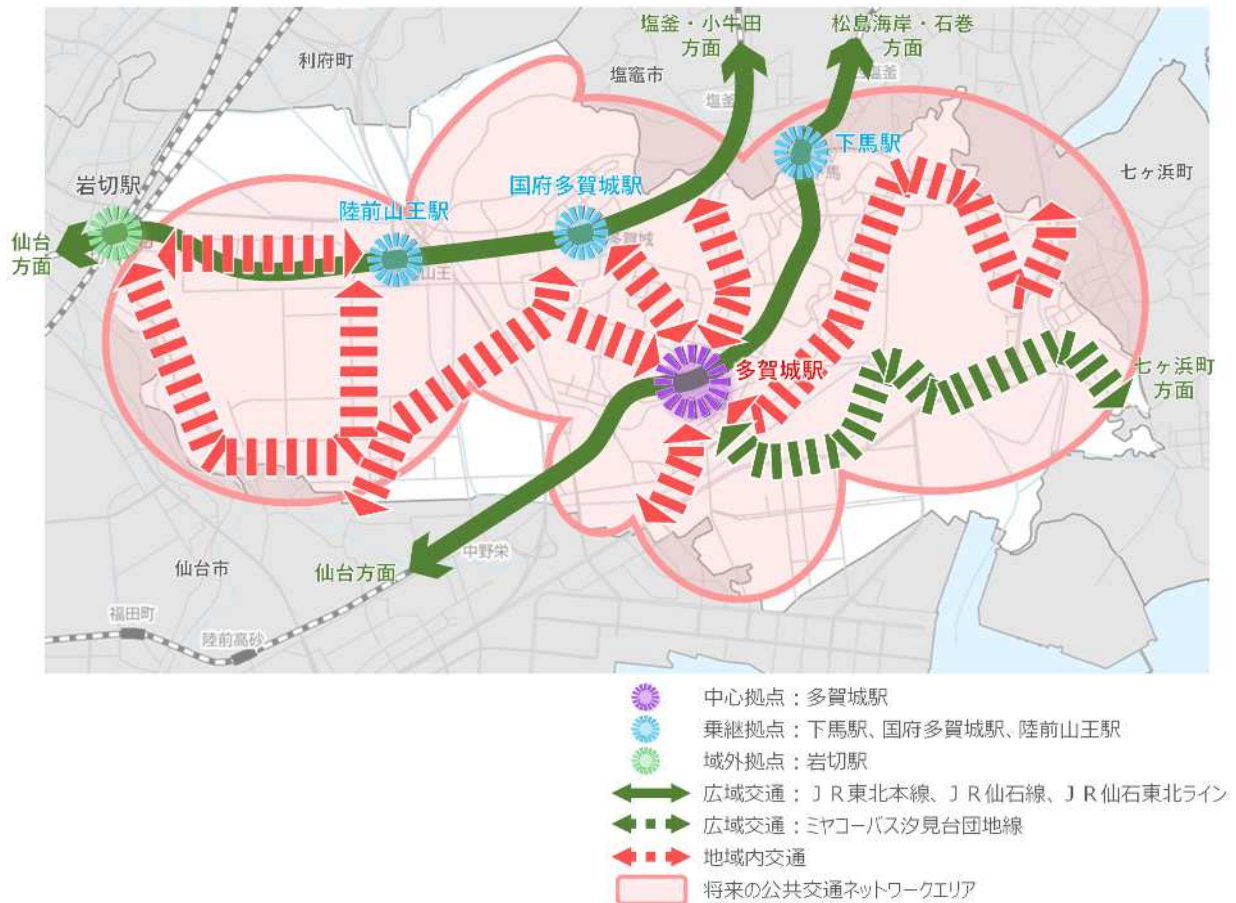 塩釜・小牛田
方面
松島海岸・石巻
方面
利府町
塩竈市
塩釜
下馬駅
七ヶ浜町
岩切駅
国府多賀城駅
陸前山王駅
仙台
方面
多賀城駅
七ヶ浜町
方面
仙台方面
中野栄
仙台市
福田町
陸前高砂
中心拠点：多賀城駅
乗継拠点：下馬駅、国府多賀城駅、陸前山王駅
域外拠点：岩切駅
広域交通：ＪＲ東北本線、ＪＲ仙石線、ＪＲ仙石東北ライン
広域交通：ミヤコーバス汐見台団地線
地域内交通
将来の公共交通ネットワークエリア